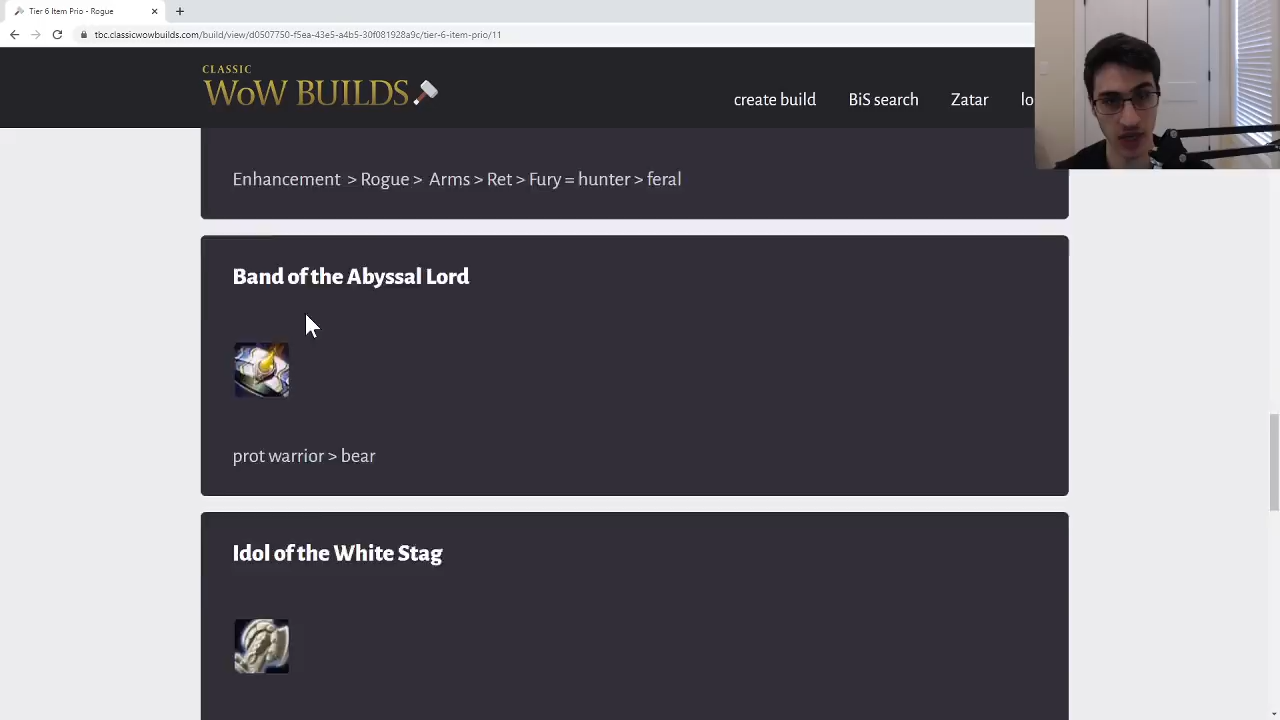 Tier 6 Item Prio - Rogue
tbc.classicwowbuilds.com/build/view/d0507750-f5ea-43e5-a4b5-30f081928a9c/tier-6-item-prio/11
CLASSIC
WoW BUILDS
create build BiS search Zatar lo
Enhancement > Rogue > Arms > Ret > Fury = hunter > feral
Band of the Abyssal Lord
prot warrior > bear
Idol of the White Stag